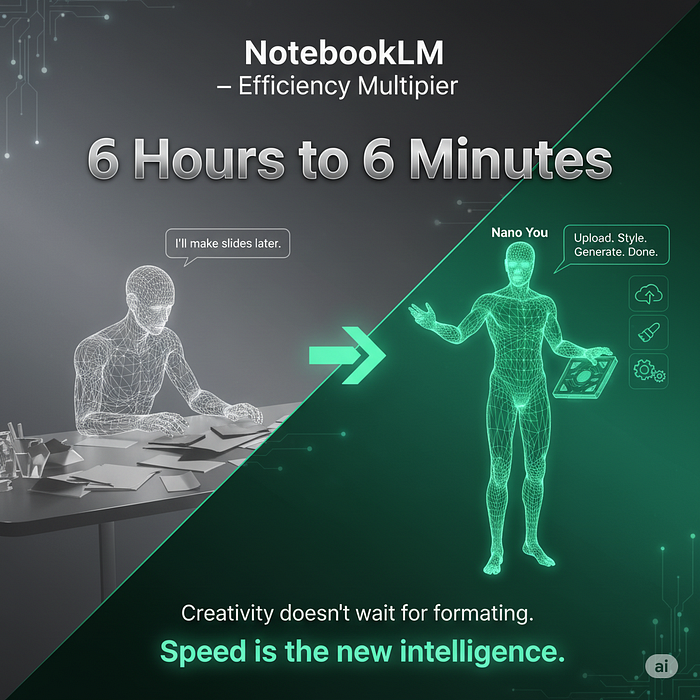 NotebookLM
– Efficiency Multipier
6 Hours to 6 Minutes
I'll make slides later.
Nano You
Upload. Style.
Generate. Done.
Creativity doesn't wait for formating.
Speed is the new intelligence.
ai